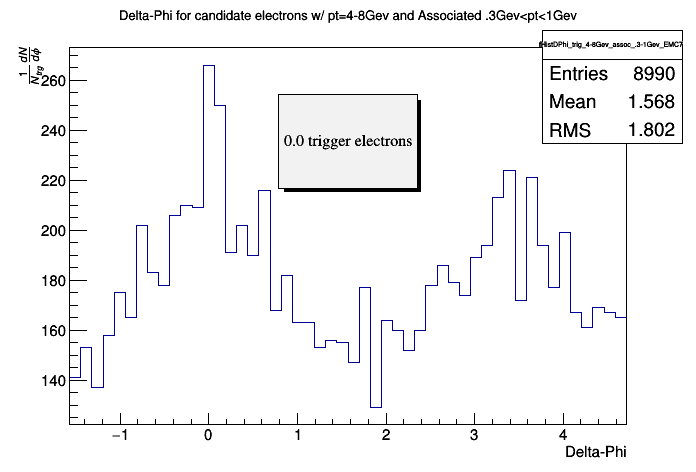 Delta-Phi for candidate electrons w/ pt=4-8Gev and Associated .3Gev<pt<1Gev
fHistDPhi_trig_4-8Gev_assoc_.3-1Gev_EMC7
Entries 8990
Mean 1.568
RMS 1.802
1 dN
N_trig dϕ
0.0 trigger electrons
260
240
220
200
180
160
140
−1 0 1 2 3 4
Delta-Phi